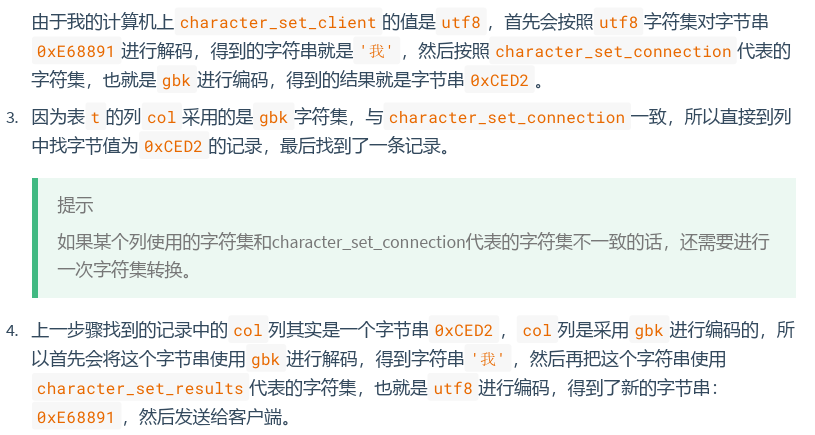 由于我的计算机上 character_set_client 的值是 utf8 ，首先会按照 utf8 字符集对字节串
0xE68891 进行解码，得到的字符串就是 '我' ，然后按照 character_set_connection 代表的
字符集，也就是 gbk 进行编码，得到的结果就是字节串 0xCED2 。
3. 因为表 t 的列 col 采用的是 gbk 字符集，与 character_set_connection 一致，所以直接到列
中找字节值为 0xCED2 的记录，最后找到了一条记录。
提示
如果某个列使用的字符集和character_set_connection代表的字符集不一致的话，还需要进行
一次字符集转换。
4. 上一步骤找到的记录中的 col 列其实是一个字节串 0xCED2 ， col 列是采用 gbk 进行编码的，所
以首先会将这个字节串使用 gbk 进行解码，得到字符串 '我' ，然后再把这个字符串使用
character_set_results 代表的字符集，也就是 utf8 进行编码，得到了新的字节串：
0xE68891 ，然后发送给客户端。